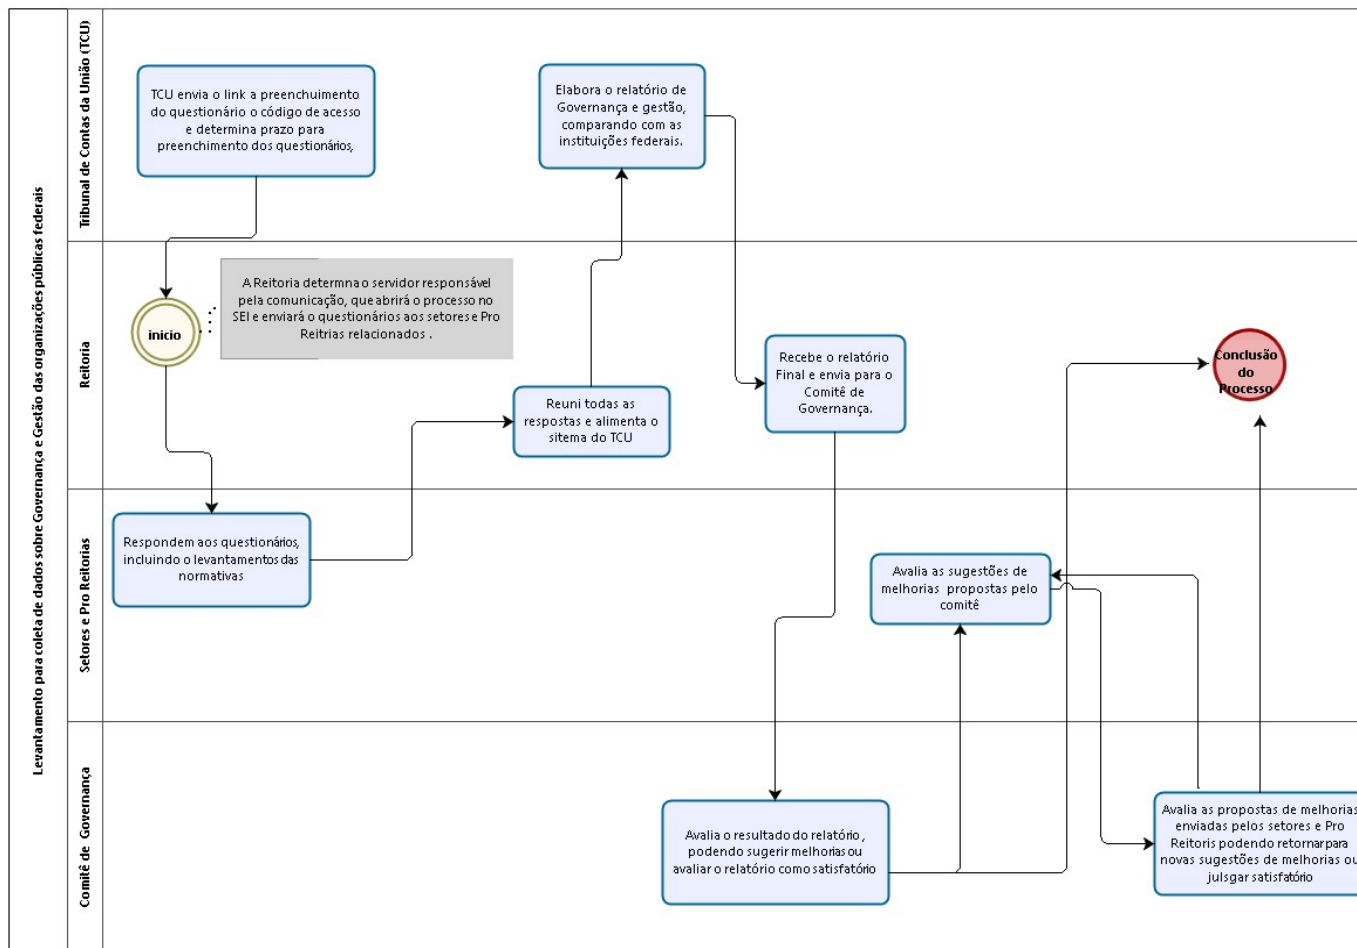 Levantamento para coleta de dados sobre Governança e Gestão das organizações públicas federais
Tribunal de Contas da União (TCU)
TCU envia o link a preenchuimento
do questionário o código de acesso
e determina prazo para
preenchimento dos questionários,
Elabora o relatório de
Governança e gestão,
comparando com as
instituições federais.
Reitoria
inicio
A Reitoria determna o servidor responsável
pela comunicação, que abrirá o processo no
SEI e enviará o questionários aos setores e Pro
Reitrias relacionados .
Reuni todas as
respostas e alimenta o
sitema do TCU
Recebe o relatório
Final e envia para o
Comitê de
Governança.
Conclusão
do
Processo
Setores e Pro Reitorias
Respondem aos questionários,
incluindo o levantamentos das
normativas
Avalia as sugestões de
melhorias propostas pelo
comitê
Comitê de Governança
Avalia o resultado do relatório ,
podendo sugerir melhorias ou
avaliar o relatório como satisfatório
Avalia as propostas de melhorias
enviadas pelos setores e Pro
Reitoris podendo retornar para
novas sugestões de melhorias ou
julsgar satisfatório